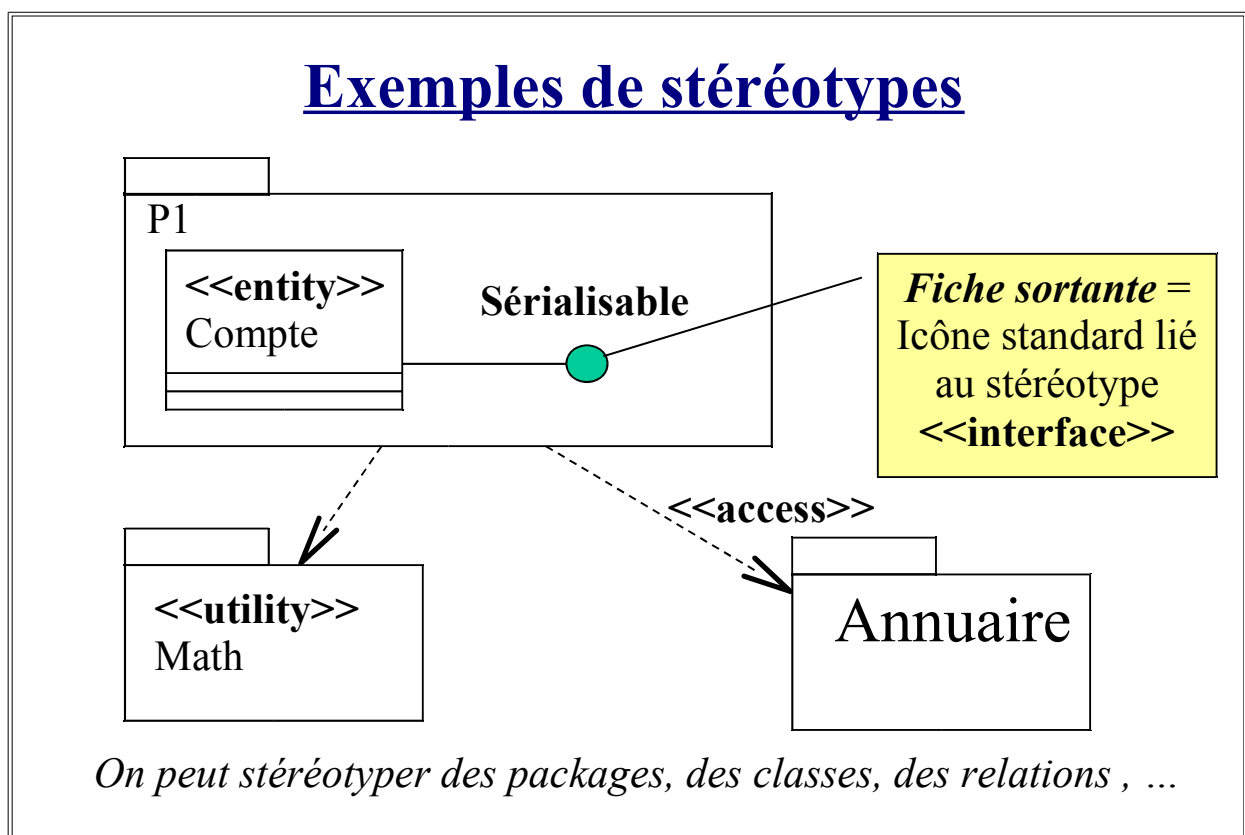 Exemples de stéréotypes
P1
<<entity>>
Compte
Sérialisable
Fiche sortante =
Icône standard lié
au stéréotype
<<interface>>
<<access>>
<<utility>>
Math
Annuaire
On peut stéréotyper des packages, des classes, des relations , ...